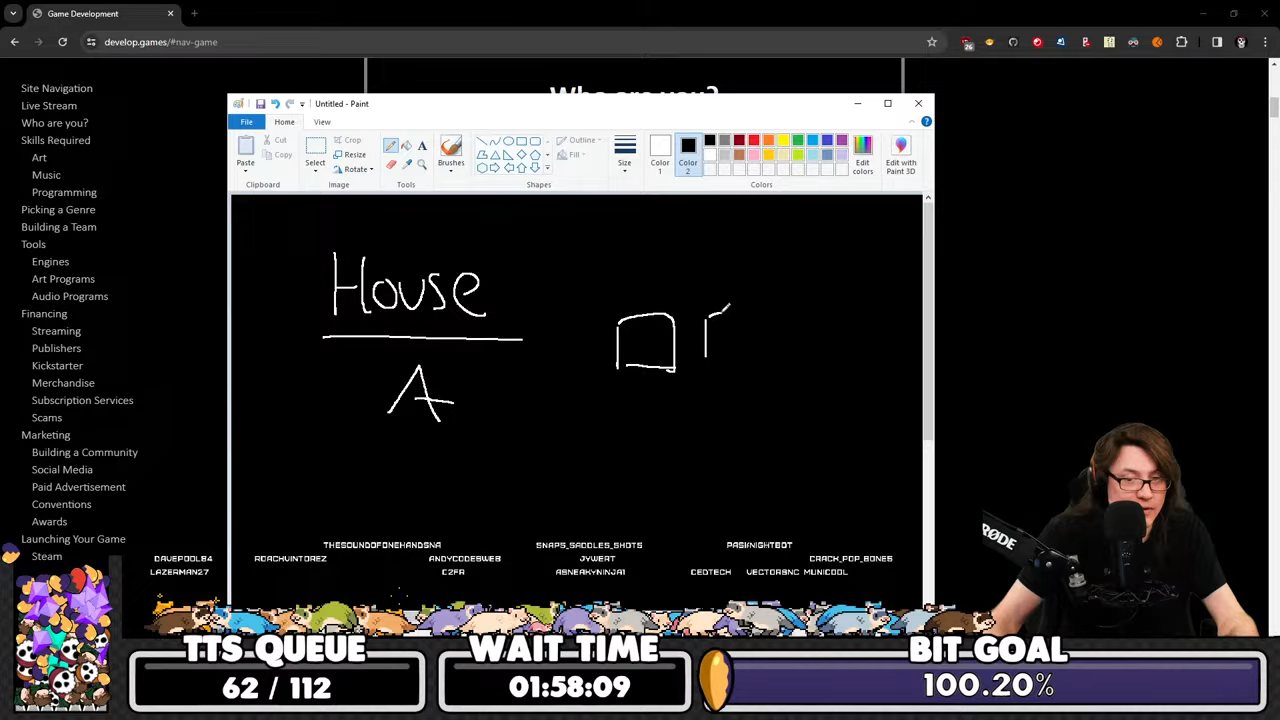 Game Development
develop.games/#nav-game
26
Who are you?
Site Navigation
Live Stream
Who are you?
Skills Required
Art
Music
Programming
Picking a Genre
Building a Team
Tools
Engines
Art Programs
Audio Programs
Financing
Streaming
Publishers
Kickstarter
Merchandise
Subscription Services
Scams
Marketing
Building a Community
Social Media
Paid Advertisement
Conventions
Awards
Launching Your Game
Steam
Untitled - Paint
File Home View
Paste Cut Copy
Clipboard
Select Crop Resize Rotate
Image
Tools
Brushes
Shapes
Outline
Fill
Size
Color 1
Color 2
Edit colors
Colors
Edit with Paint 3D
House
A
RØDE
THESOUNDOFONEHANDSNA SNAPS_SADDLES_SHOTS PASKNIGHTBOT
DAVEPOOL84 ROACHVINTOREZ ANDYCODESWEB JYWERT CRACK_POP_BONES
LAZERMAN27 C2FR ASNEAKYNINJA1 CEDTECH VECTORSNC MUNICOOL
TTS QUEUE WAIT TIME BIT GOAL
62 / 112 01:58:09 100.20%